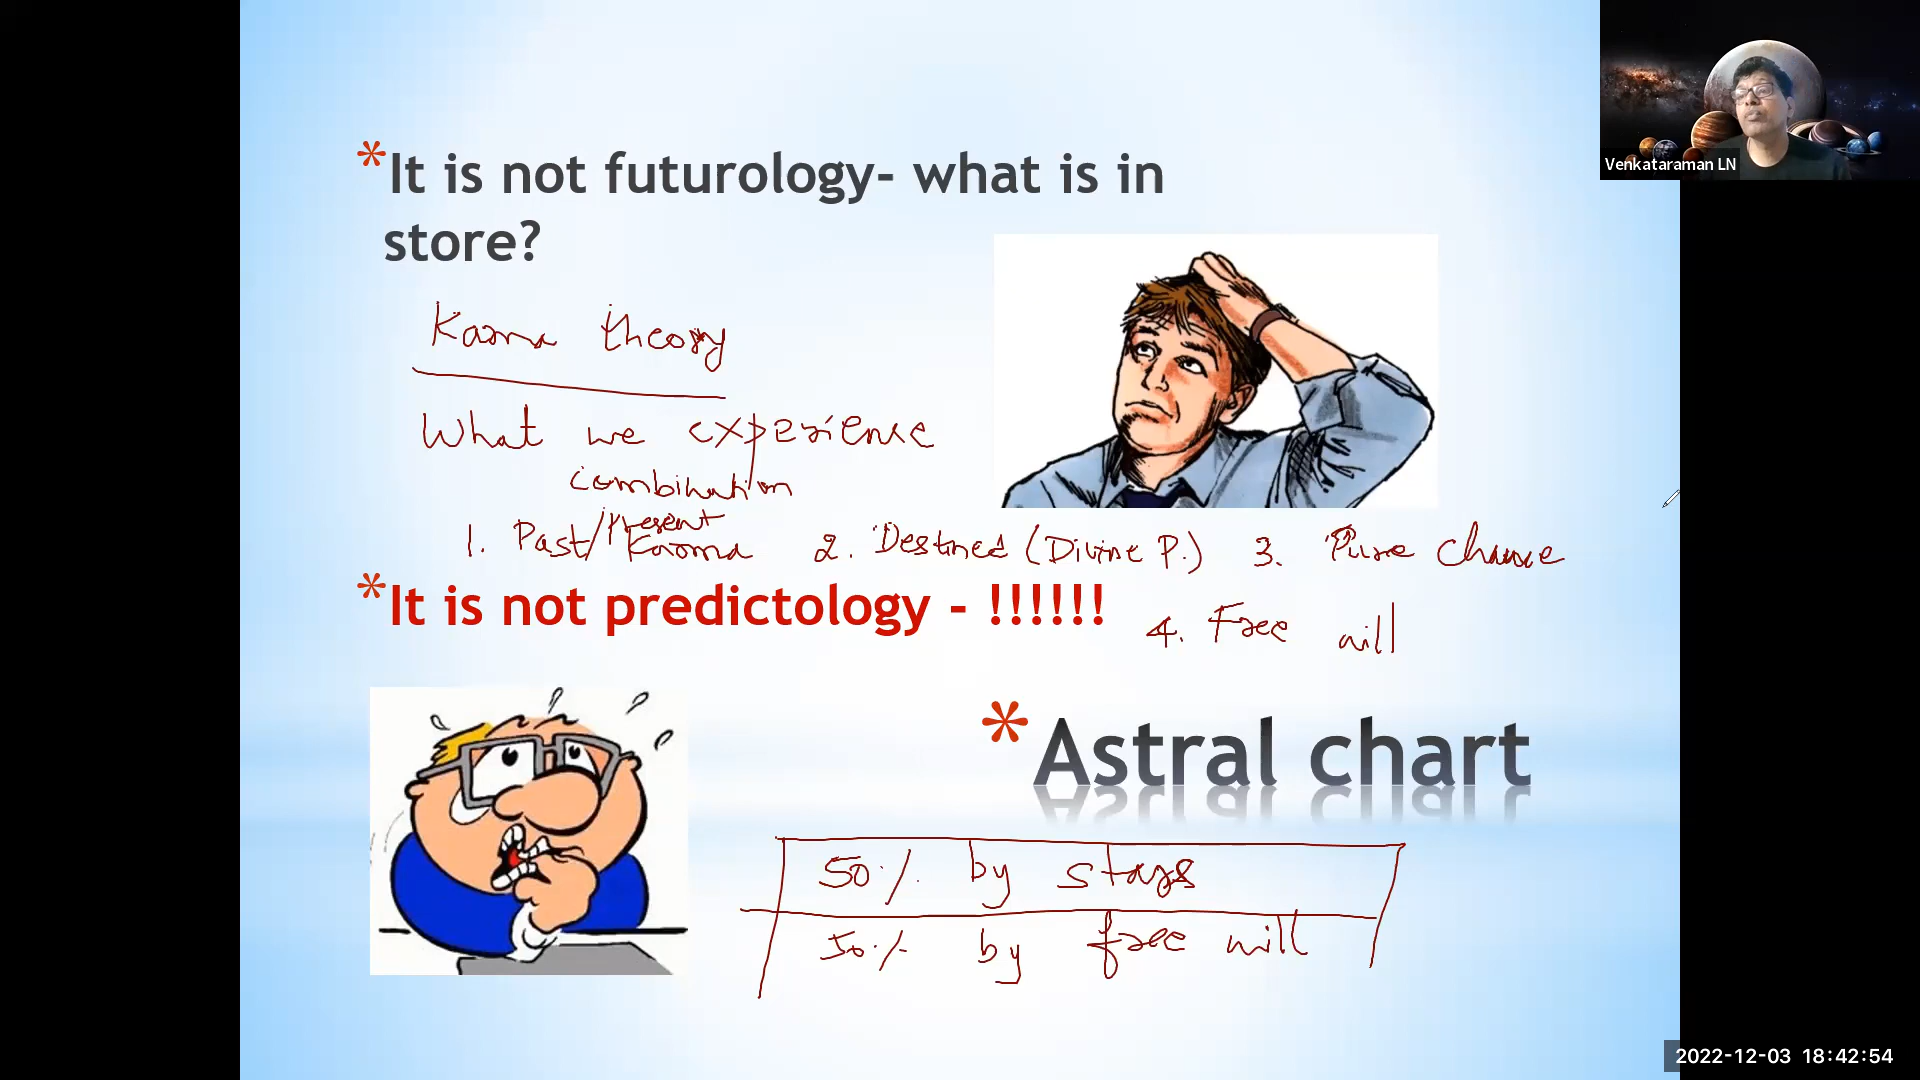 Venkataraman LN
*It is not futurology- what is in
store?
Karma theory
What we experience
combination
1. Past/Present Karma 2. Destined (Divine P.) 3. Pure chance
*It is not predictology - !!!!!!
4. Free will
*Astral chart
50% by stars
50% by free will
2022-12-03 18:42:54